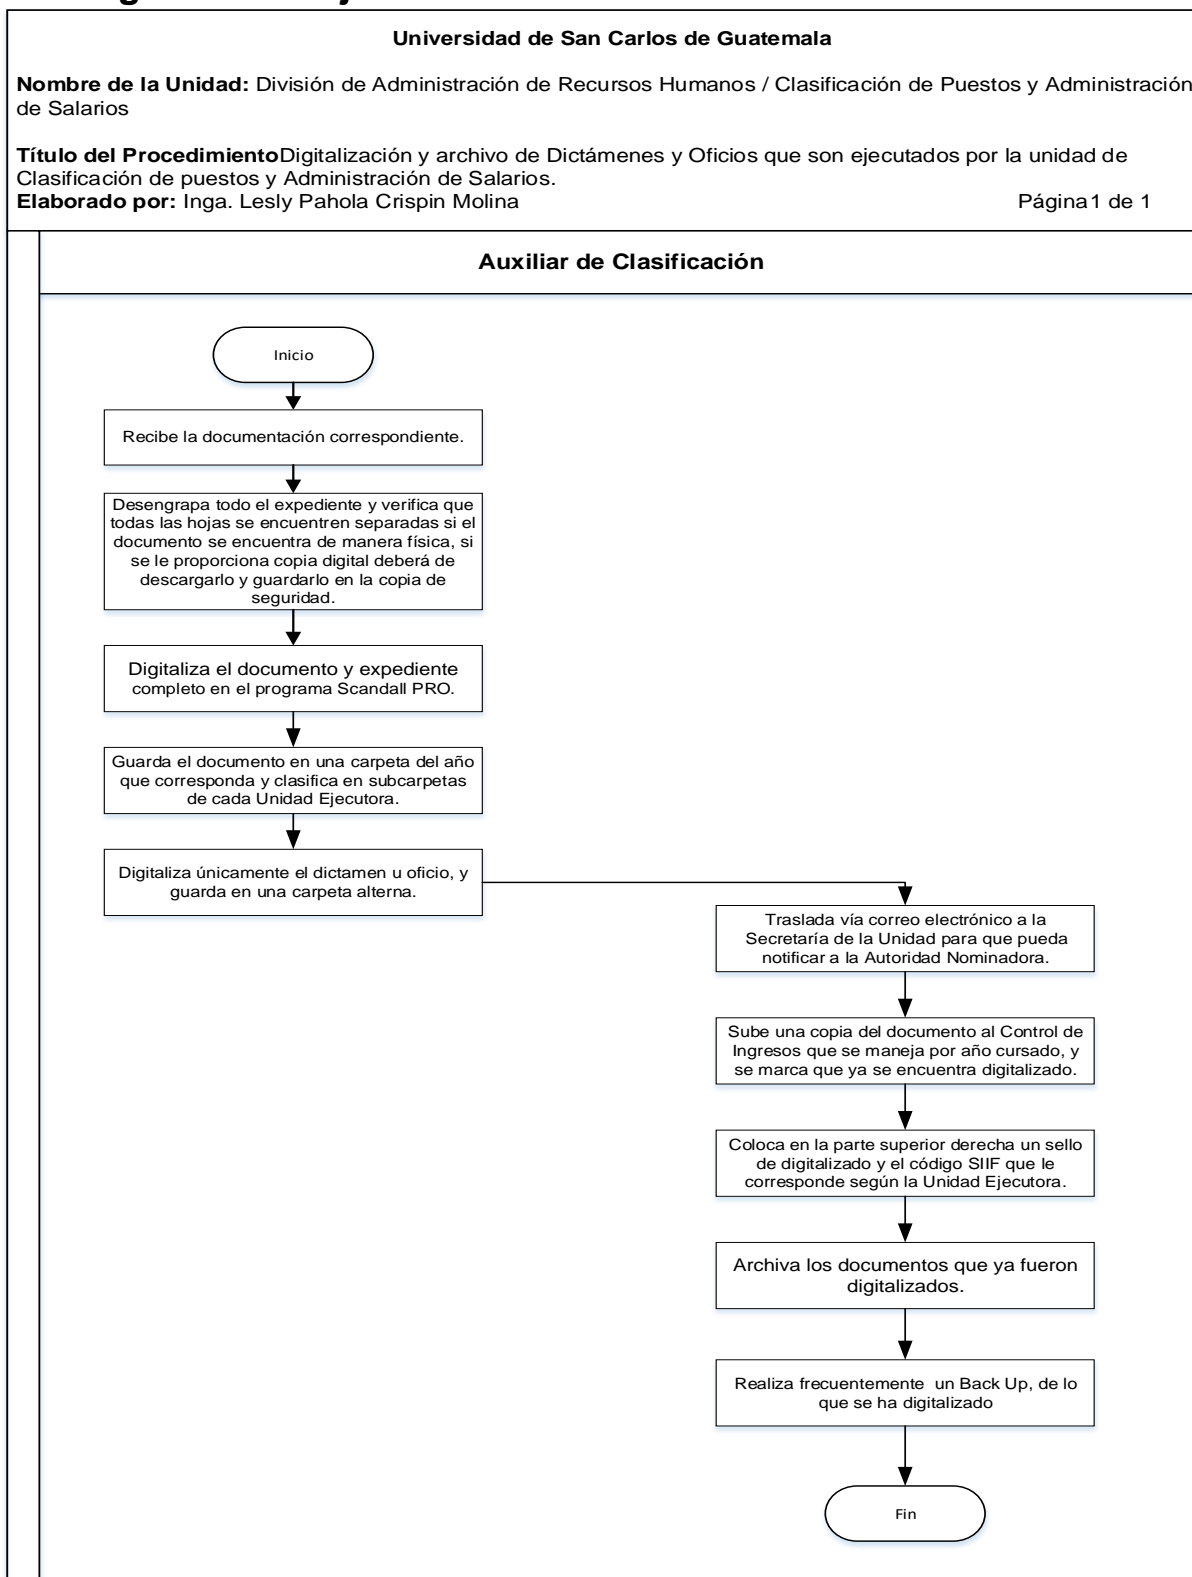 Universidad de San Carlos de Guatemala
Nombre de la Unidad: División de Administración de Recursos Humanos / Clasificación de Puestos y Administración
de Salarios
Título del ProcedimientoDigitalización y archivo de Dictámenes y Oficios que son ejecutados por la unidad de
Clasificación de puestos y Administración de Salarios.
Elaborado por: Inga. Lesly Pahola Crispin Molina Página1 de 1
Auxiliar de Clasificación
Inicio
Recibe la documentación correspondiente.
Desengrapa todo el expediente y verifica que
todas las hojas se encuentren separadas si el
documento se encuentra de manera física, si
se le proporciona copia digital deberá de
descargarlo y guardarlo en la copia de
seguridad.
Digitaliza el documento y expediente
completo en el programa Scandall PRO.
Guarda el documento en una carpeta del año
que corresponda y clasifica en subcarpetas
de cada Unidad Ejecutora.
Digitaliza únicamente el dictamen u oficio, y
guarda en una carpeta alterna.
Traslada vía correo electrónico a la
Secretaría de la Unidad para que pueda
notificar a la Autoridad Nominadora.
Sube una copia del documento al Control de
Ingresos que se maneja por año cursado, y
se marca que ya se encuentra digitalizado.
Coloca en la parte superior derecha un sello
de digitalizado y el código SIIF que le
corresponde según la Unidad Ejecutora.
Archiva los documentos que ya fueron
digitalizados.
Realiza frecuentemente un Back Up, de lo
que se ha digitalizado
Fin